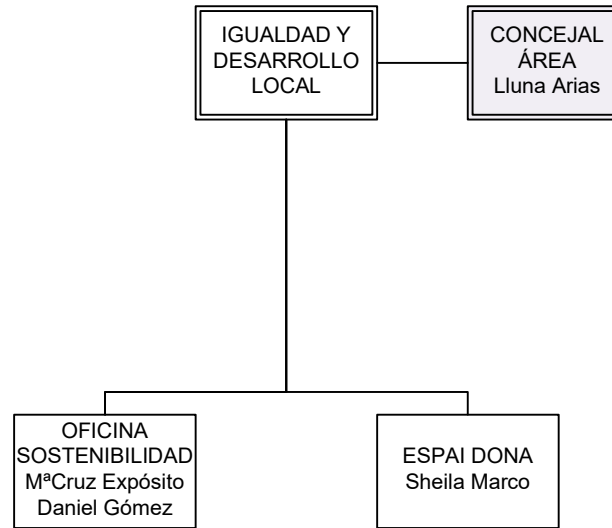 IGUALDAD Y
DESARROLLO
LOCAL
CONCEJAL
ÁREA
Lluna Arias
OFICINA
SOSTENIBILIDAD
MªCruz Expósito
Daniel Gómez
ESPAI DONA
Sheila Marco